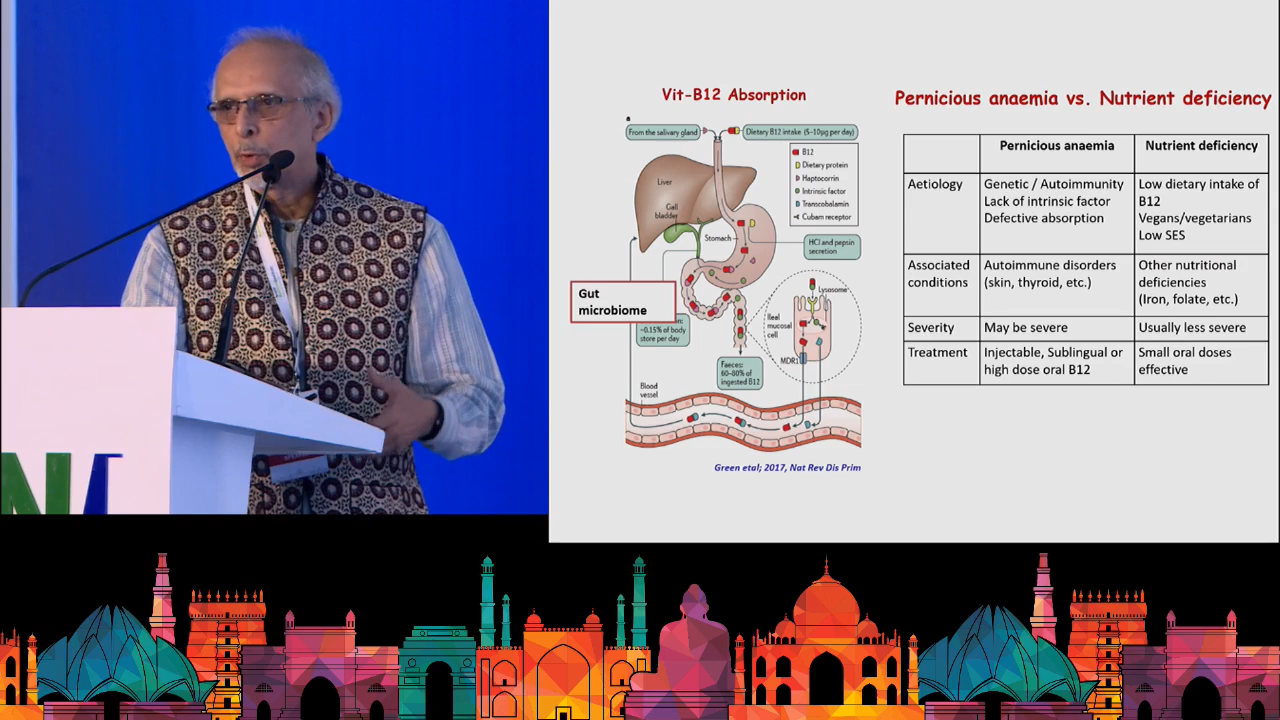 Vit-B12 Absorption
a
From the salivary gland
Dietary B12 intake (5–10µg per day)
B12
Dietary protein
Haptocorrin
Intrinsic factor
Transcobalamin
Cubam receptor
Liver
Gall
bladder
Stomach
HCl and pepsin
secretion
Gut
microbiome
~0.15% of body
store per day
Ileal
mucosal
cell
Lysosome
MDR1
Faeces:
60–80% of
ingested B12
Blood
vessel
Green etal; 2017, Nat Rev Dis Prim
Pernicious anaemia vs. Nutrient deficiency
Pernicious anaemia Nutrient deficiency
Aetiology
Genetic / Autoimmunity
Lack of intrinsic factor
Defective absorption
Low dietary intake of
B12
Vegans/vegetarians
Low SES
Associated
conditions
Autoimmune disorders
(skin, thyroid, etc.)
Other nutritional
deficiencies
(Iron, folate, etc.)
Severity
May be severe
Usually less severe
Treatment
Injectable, Sublingual or
high dose oral B12
Small oral doses
effective